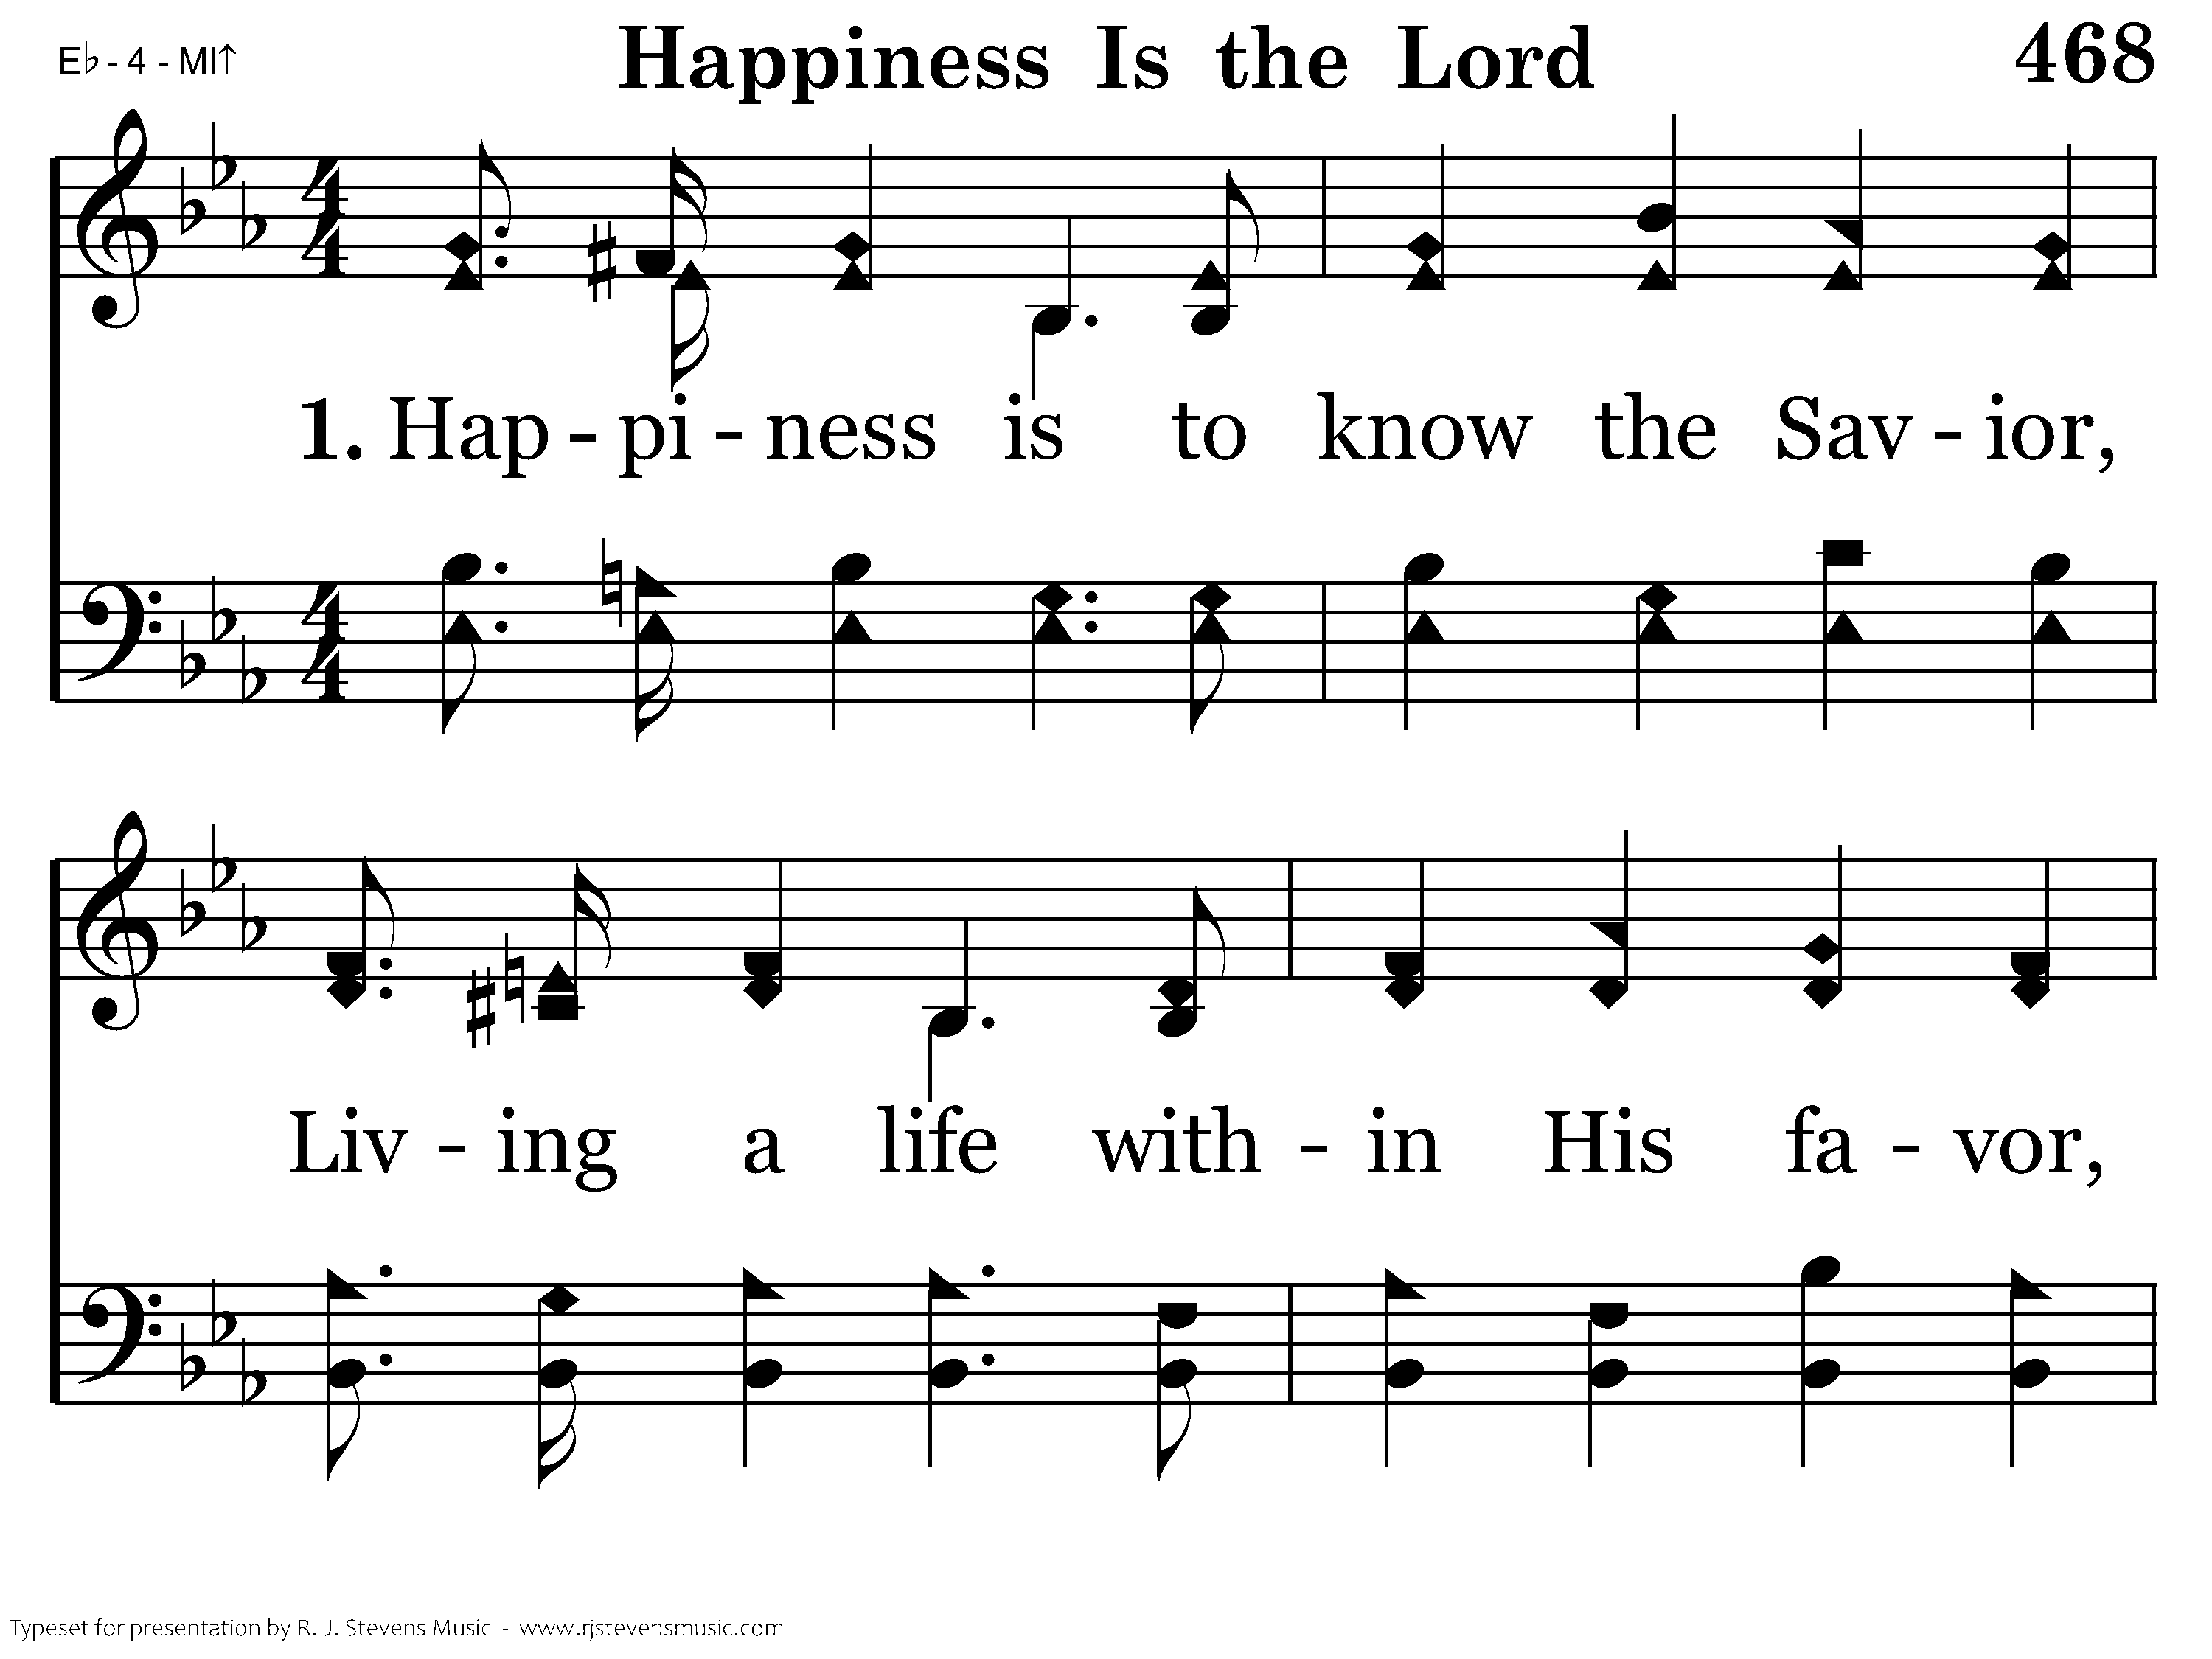 E♭ - 4 - MI↑
Happiness Is the Lord
468
1. Hap - pi - ness is to know the Sav - ior,
Liv - ing a life with - in His fa - vor,
Typeset for presentation by R. J. Stevens Music - www.rjstevensmusic.com